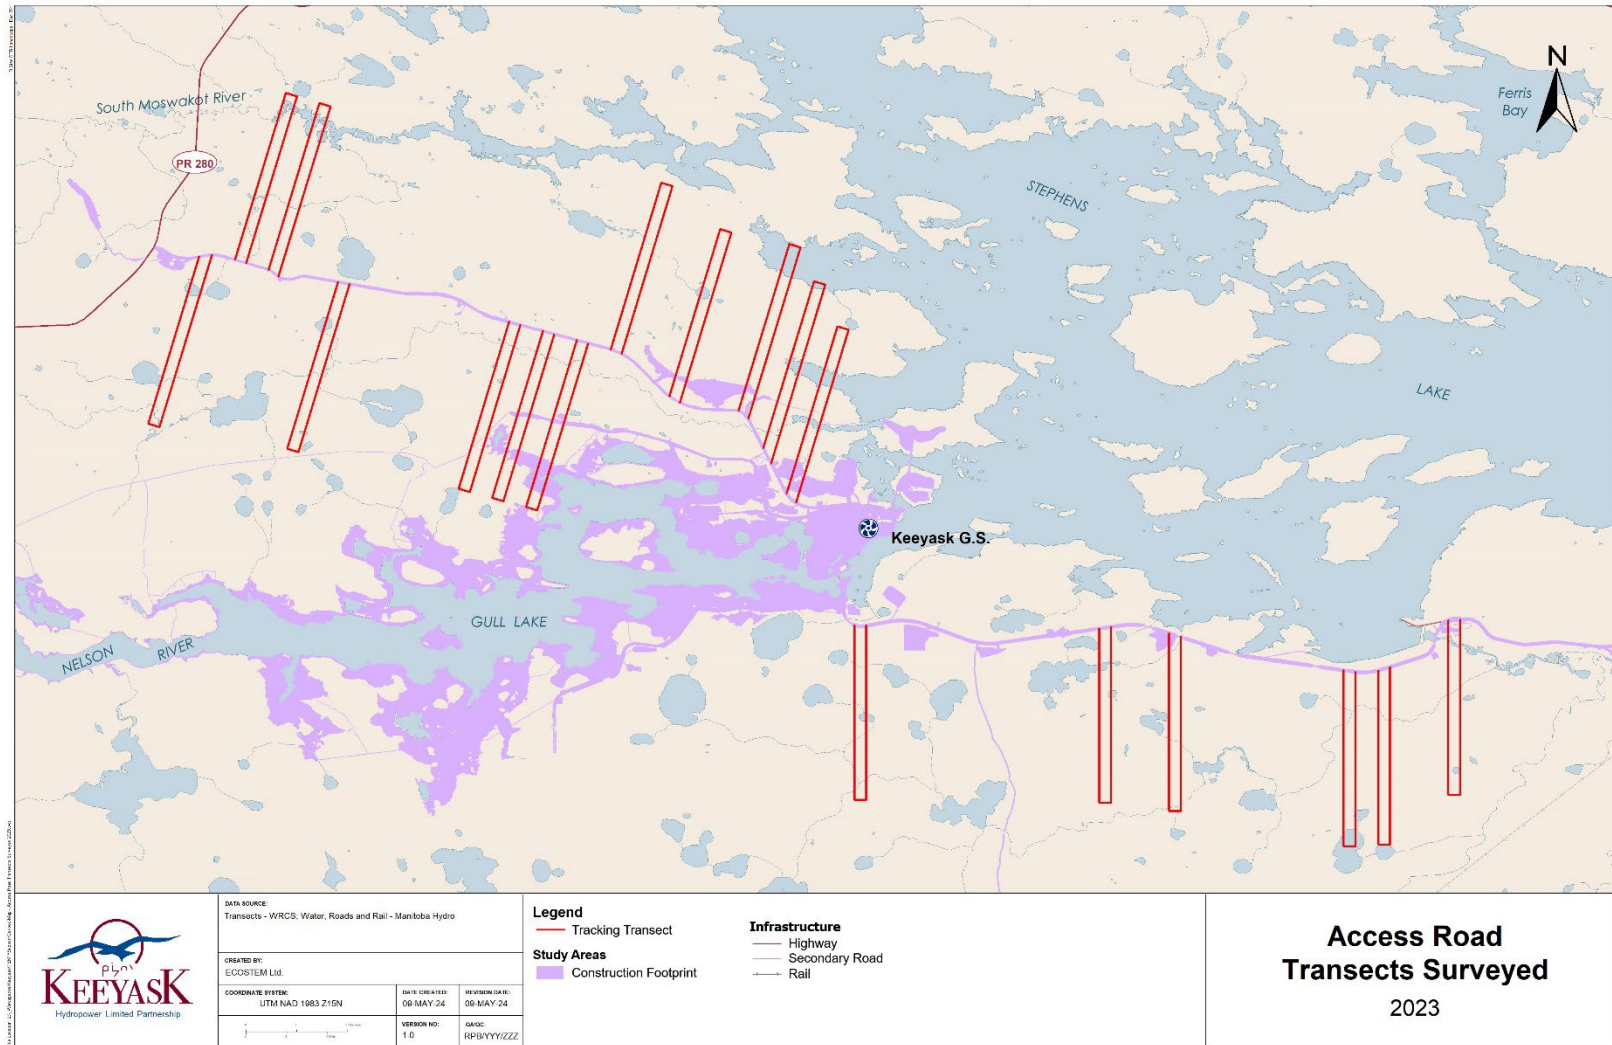 South Moswakot River
PR 280
N
Ferris
Bay
STEPHENS
LAKE
Keeyask G.S.
GULL LAKE
NELSON
RIVER
KEEYASK
Hydropower Limited Partnership
DATA SOURCE:
Transects - WRCS; Water, Roads and Rail - Manitoba Hydro
CREATED BY:
ECOSTEM Ltd.
COORDINATE SYSTEM:
UTM NAD 1983 Z15N
DATE CREATED:
09-MAY-24
REVISION DATE:
09-MAY-24
VERSION NO:
1.0
QA/QC:
RPB/YYY/ZZZ
Legend
Tracking Transect
Study Areas
Construction Footprint
Infrastructure
Highway
Secondary Road
Rail
Access Road
Transects Surveyed
2023